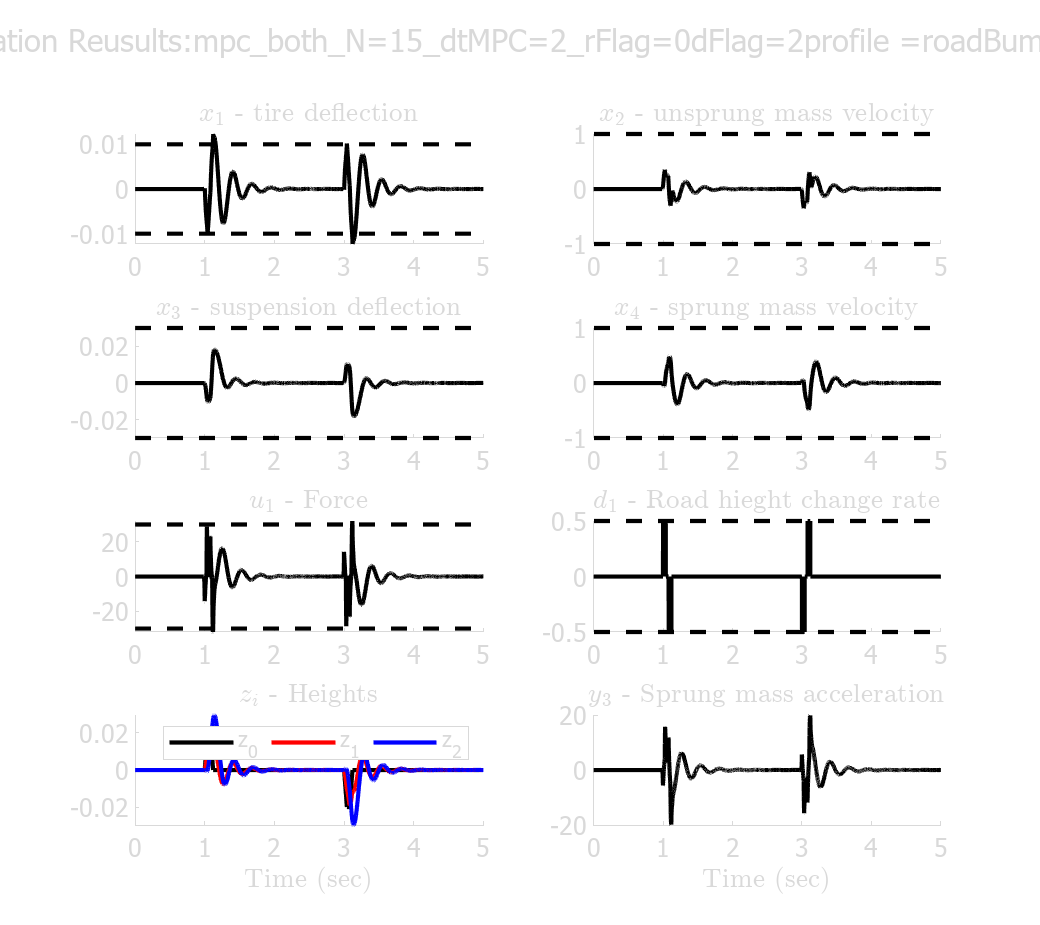 ation Reusults:mpc_both_N=15_dtMPC=2_rFlag=0dFlag=2profile =roadBum
x1 - tire deflection
0.01
0
-0.01
0 1 2 3 4 5
x2 - unsprung mass velocity
1
0
-1
0 1 2 3 4 5
x3 - suspension deflection
0.02
0
-0.02
0 1 2 3 4 5
x4 - sprung mass velocity
1
0
-1
0 1 2 3 4 5
u1 - Force
20
0
-20
0 1 2 3 4 5
d1 - Road hieght change rate
0.5
0
-0.5
0 1 2 3 4 5
zi - Heights
z0 z1 z2
0.02
0
-0.02
0 1 2 3 4 5
Time (sec)
y3 - Sprung mass acceleration
20
0
-20
0 1 2 3 4 5
Time (sec)